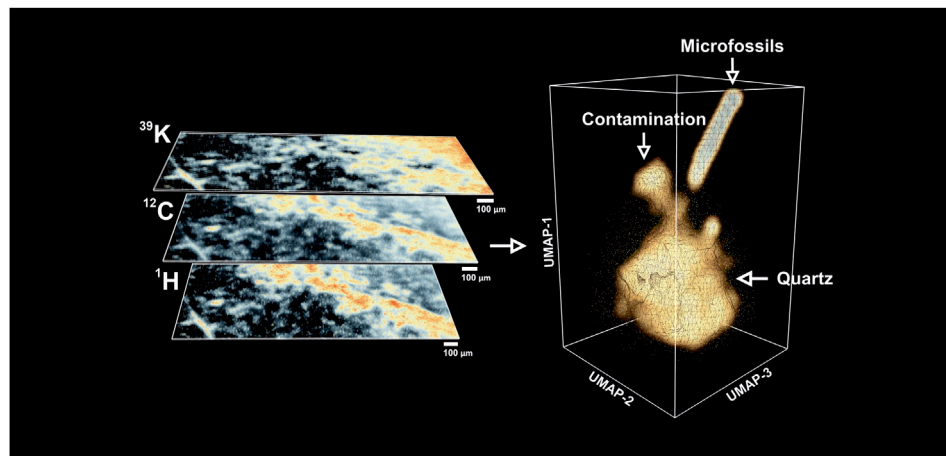 ³⁹K
100 µm
¹²C
100 µm
¹H
100 µm
Microfossils
Contamination
Quartz
UMAP-1
UMAP-2
UMAP-3